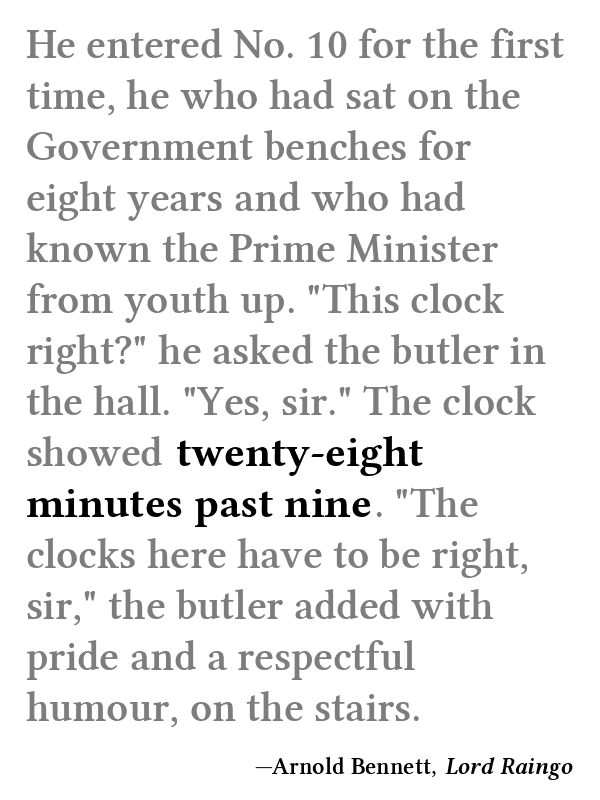 He entered No. 10 for the first
time, he who had sat on the
Government benches for
eight years and who had
known the Prime Minister
from youth up. "This clock
right?" he asked the butler in
the hall. "Yes, sir." The clock
showed twenty-eight
minutes past nine. "The
clocks here have to be right,
sir," the butler added with
pride and a respectful
humour, on the stairs.
—Arnold Bennett, Lord Raingo